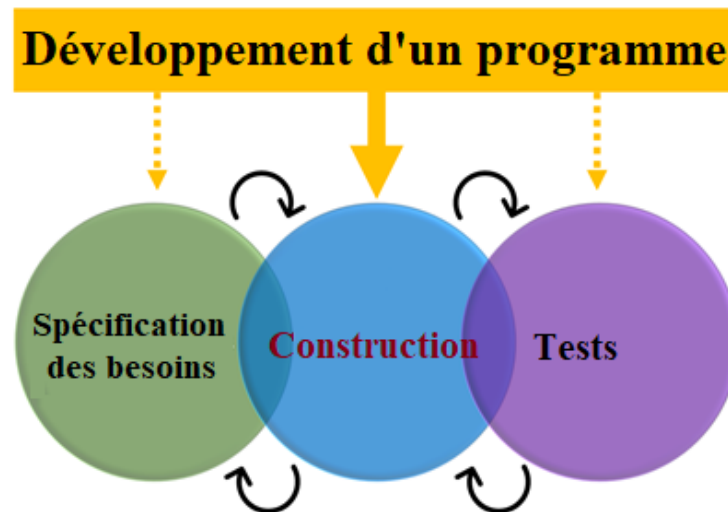 Développement d'un programme
Spécification
des besoins
Construction
Tests